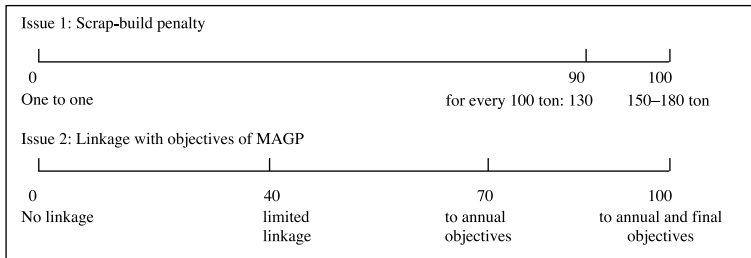 Issue 1: Scrap-build penalty
0 90 100
One to one for every 100 ton: 130 150–180 ton
Issue 2: Linkage with objectives of MAGP
0 40 70 100
No linkage limited to annual to annual and final
linkage objectives objectives